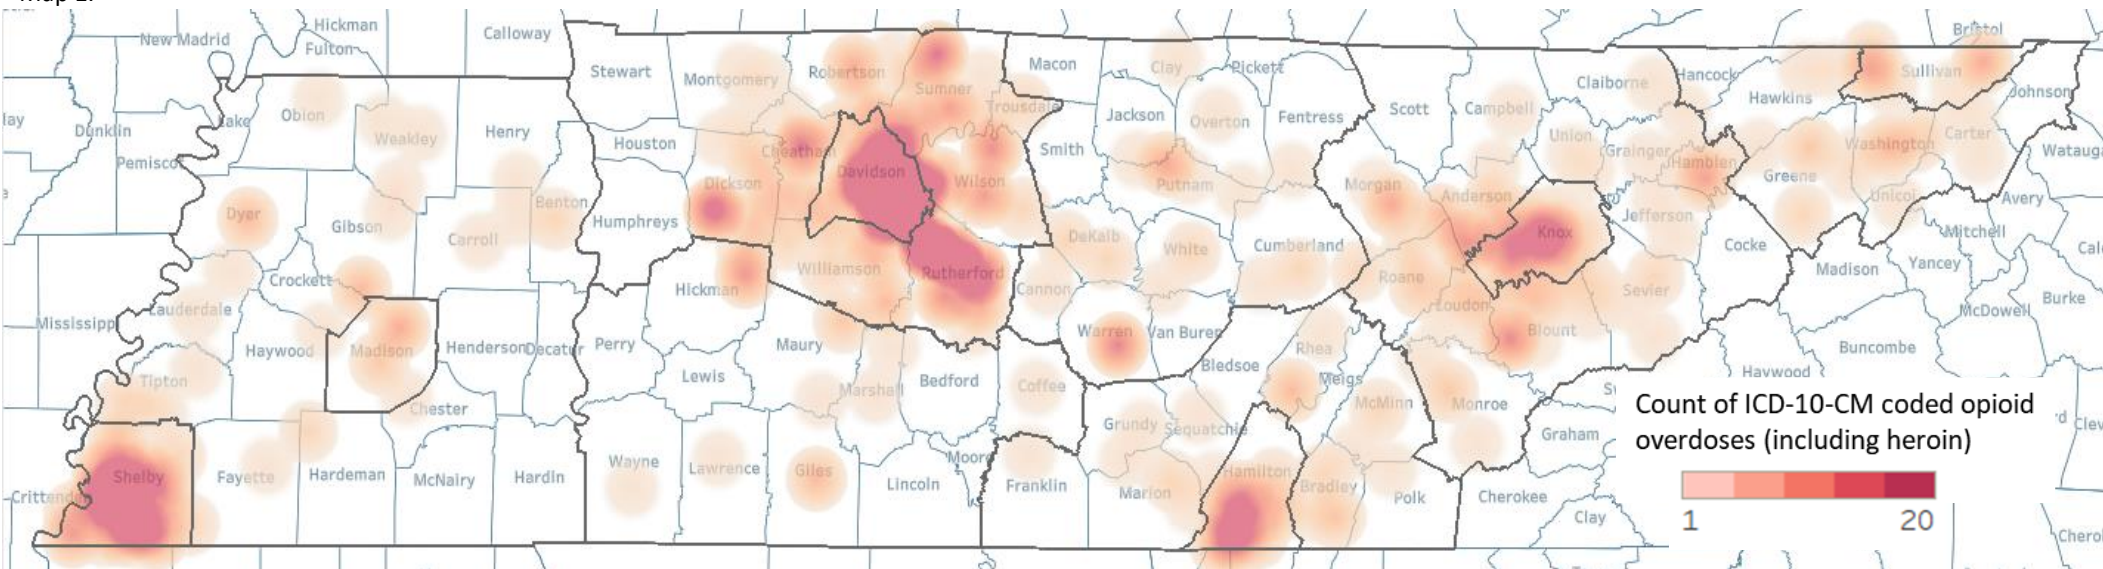 Hickman
Fulton
New Madrid
Calloway
Bristol
Stewart
Montgomery
Robertson
Sumner
Macon
Clay
Pickett
Claiborne
Hancock
Sullivan
Johnson
Trousdale
Hawkins
Obion
Lake
Dunklin
Weakley
Henry
Houston
Cheatham
Jackson
Overton
Fentress
Scott
Campbell
Union
Grainger
Hamblen
Washington
Carter
Pemiscot
Smith
Davidson
Dickson
Wilson
Putnam
Morgan
Anderson
Greene
Unicoi
Avery
Dyer
Gibson
Benton
Humphreys
Jefferson
Carroll
DeKalb
White
Cumberland
Knox
Cocke
Mitchell
Crockett
Hickman
Williamson
Rutherford
Cannon
Roane
Loudon
Sevier
Madison
Yancey
Burke
McDowell
Lauderdale
Mississippi
Haywood
Madison
Henderson
Decatur
Perry
Maury
Warren
Van Buren
Rhea
Blount
Buncombe
Tipton
Lewis
Marshall
Bedford
Coffee
Bledsoe
Meigs
McMinn
Monroe
Haywood
Chester
Grundy
Sequatchie
Graham
Shelby
Fayette
Hardeman
McNairy
Hardin
Wayne
Lawrence
Giles
Lincoln
Franklin
Marion
Hamilton
Bradley
Polk
Cherokee
Clay
Count of ICD-10-CM coded opioid
overdoses (including heroin)
1 20